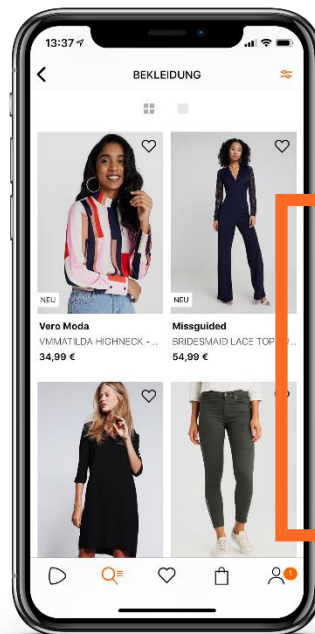 13:37
BEKLEIDUNG
NEU
NEU
Vero Moda
VMMATILDA HIGHNECK -...
34,99 €
Missguided
BRIDESMAID LACE TOP
54,99 €
1